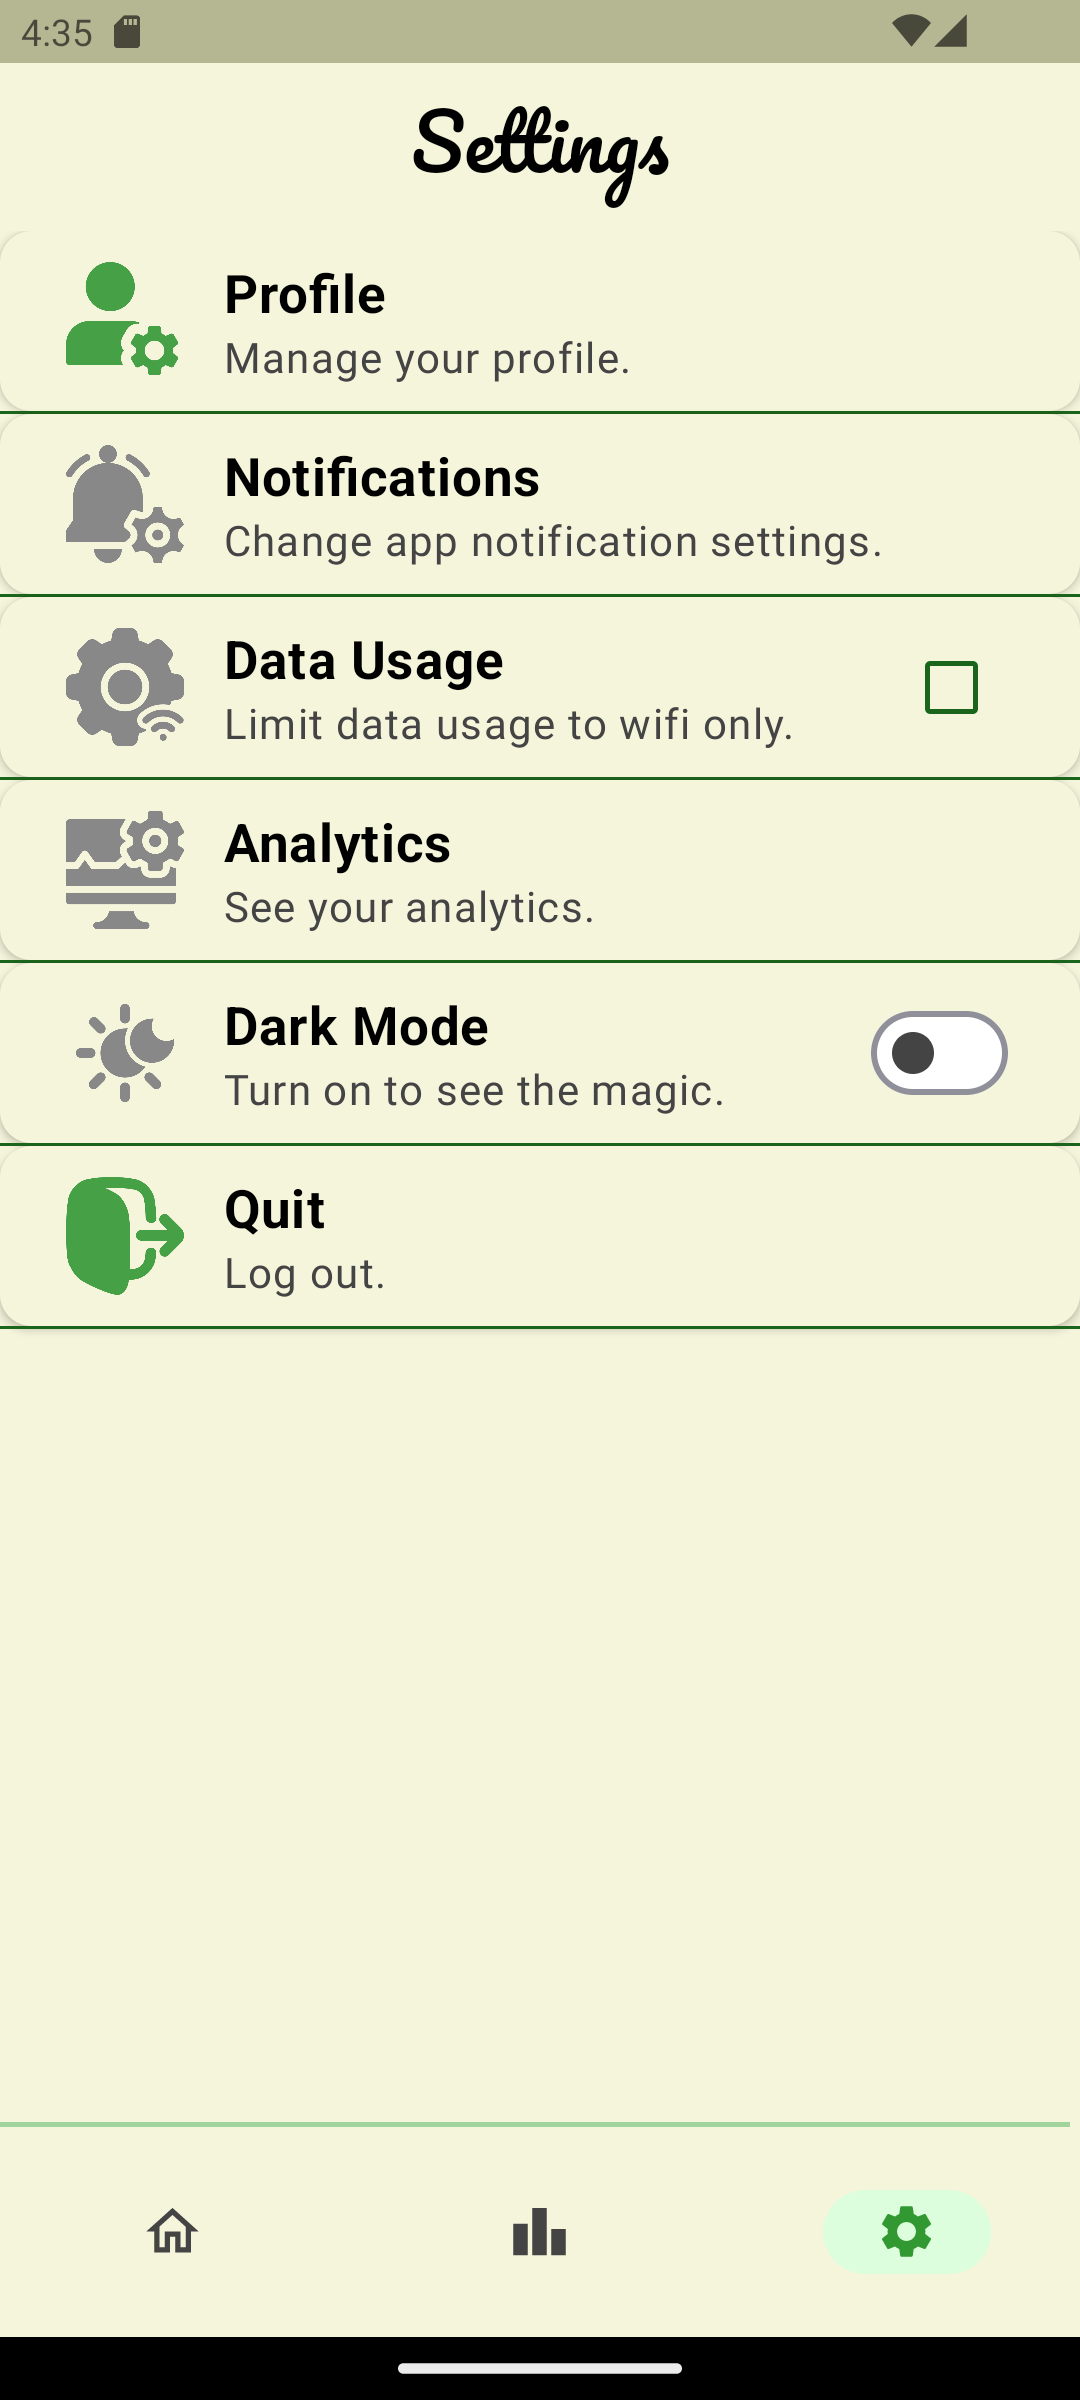 4:35
Settings
Profile
Manage your profile.
Notifications
Change app notification settings.
Data Usage
Limit data usage to wifi only.
Analytics
See your analytics.
Dark Mode
Turn on to see the magic.
Quit
Log out.